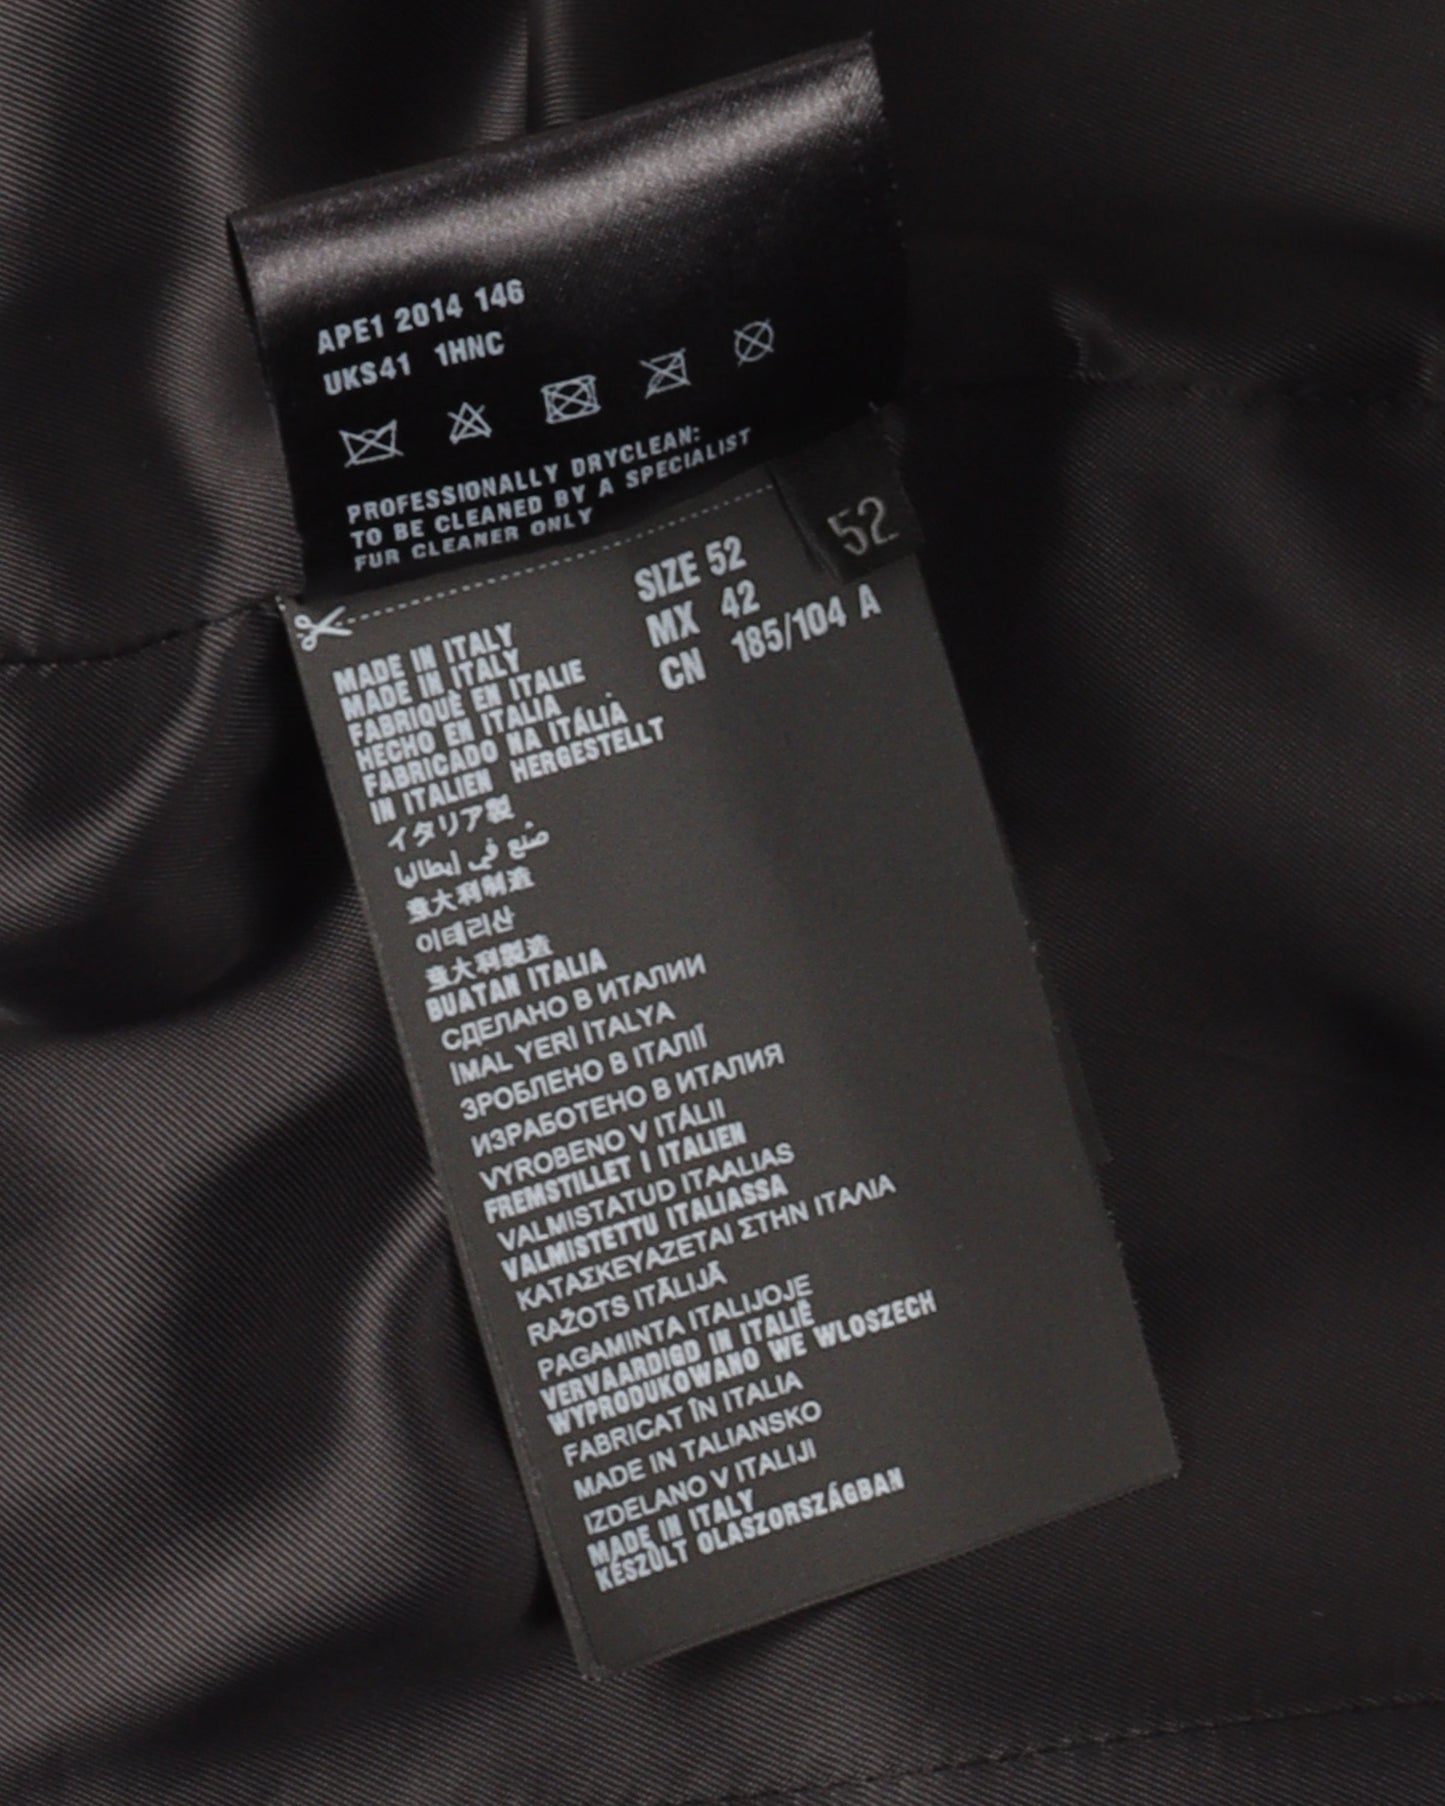 APE1 2014 146
UKS41 1HNC
PROFESSIONALLY DRYCLEAN:
TO BE CLEANED BY A SPECIALIST
FUR CLEANER ONLY
52
SIZE 52
MX 42
CN 185/104 A
MADE IN ITALY
MADE IN ITALY
FABRIQUÈ EN ITALIE
HECHO EN ITALIA
FABRICADO NA ITÁLIA
IN ITALIEN HERGESTELLT
イタリア製
صنع في إيطاليا
意大利制造
이테리산
意大利製造
BUATAN ITALIA
СДЕЛАНО В ИТАЛИИ
İMAL YERİ İTALYA
ЗРОБЛЕНО В ІТАЛІЇ
ИЗРАБОТЕНО В ИТАЛИЯ
VYROBENO V ITÁLII
FREMSTILLET I ITALIEN
VALMISTATUD ITAALIAS
VALMISTETTU ITALIASSA
ΚΑΤΑΣΚΕΥΑΖΕΤΑΙ ΣΤΗΝ ΙΤΑΛΙΑ
RAŽOTS ITĀLIJĀ
PAGAMINTA ITALIJOJE
VERVAARDIGD IN ITALIË
WYPRODUKOWANO WE WLOSZECH
FABRICAT ÎN ITALIA
MADE IN TALIANSKO
IZDELANO V ITALIJI
MADE IN ITALY
KÉSZÜLT OLASZORSZÁGBAN